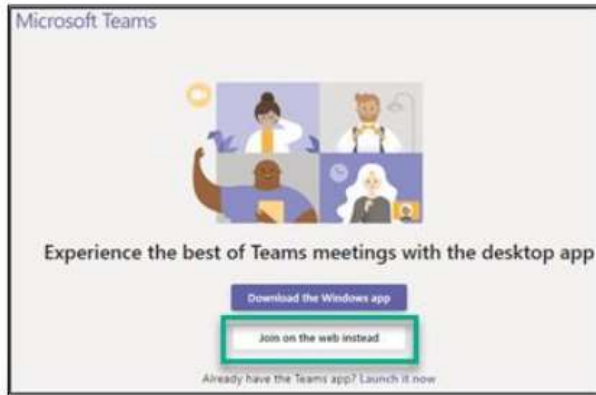 Microsoft Teams
Experience the best of Teams meetings with the desktop app
Download the Windows app
Join on the web instead
Already have the Teams app? Launch it now